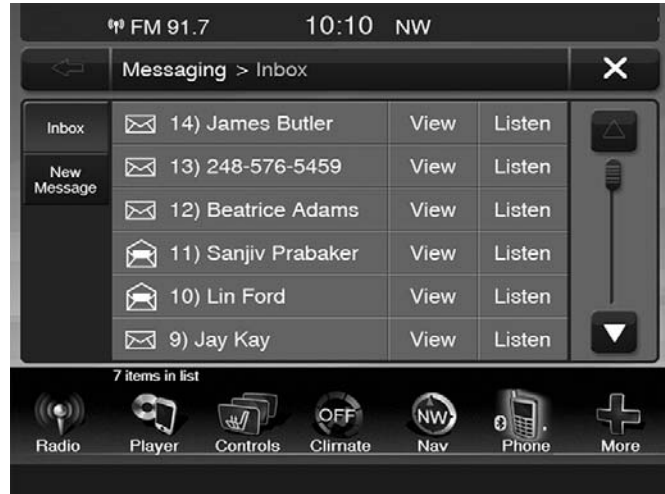 FM 91.7 10:10 NW
Messaging > Inbox
Inbox
New
Message
14) James Butler View Listen
13) 248-576-5459 View Listen
12) Beatrice Adams View Listen
11) Sanjiv Prabaker View Listen
10) Lin Ford View Listen
9) Jay Kay View Listen
7 items in list
OFF NW
Radio Player Controls Climate Nav Phone More